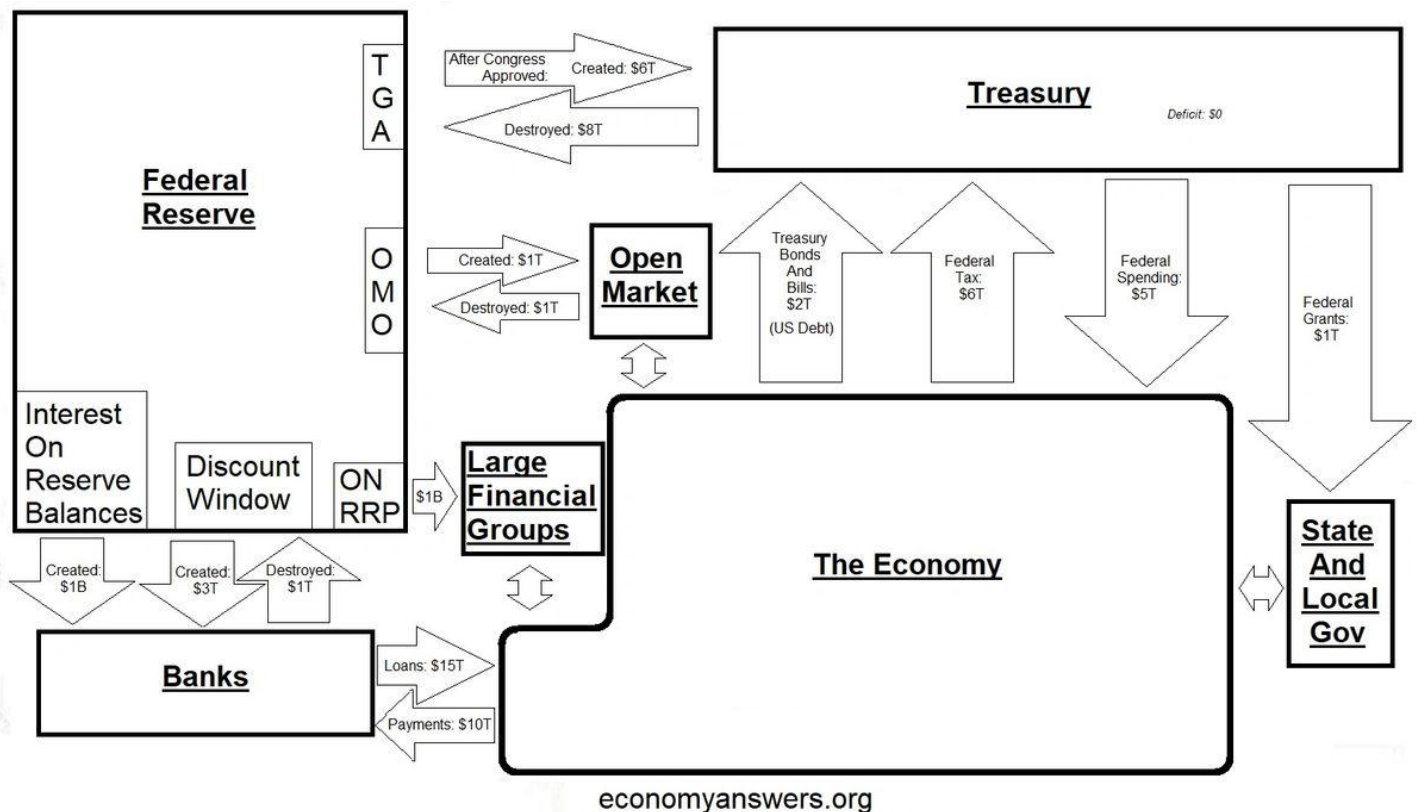 T
G
A
After Congress
Approved:
Created: $6T
Destroyed: $8T
Treasury
Deficit: $0
Federal
Reserve
O
M
O
Created: $1T
Destroyed: $1T
Open
Market
Treasury
Bonds
And
Bills:
$2T
(US Debt)
Federal
Tax:
$6T
Federal
Spending:
$5T
Federal
Grants:
$1T
Interest
On
Reserve
Balances
Discount
Window
ON
RRP
$1B
Large
Financial
Groups
The Economy
State
And
Local
Gov
Created:
$1B
Created:
$3T
Destroyed:
$1T
Banks
Loans: $15T
Payments: $10T
economyanswers.org